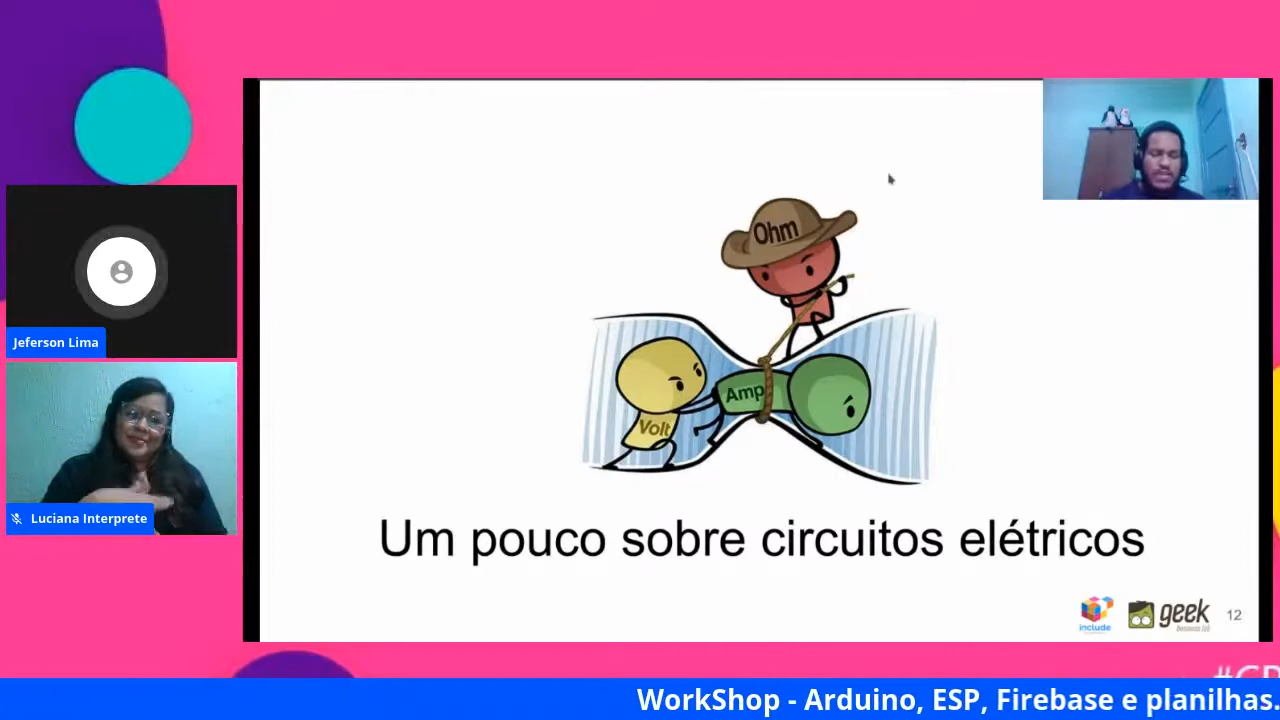 Ohm
Amp
Volt
Um pouco sobre circuitos elétricos
include
geek
12
Jeferson Lima
Luciana Interprete
WorkShop - Arduino, ESP, Firebase e planilhas.